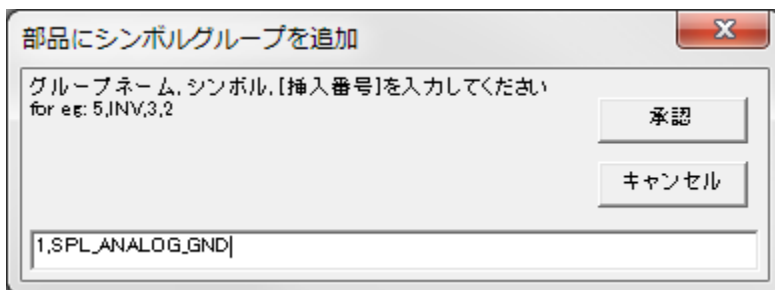 部品にシンボルグループを追加
グループネーム,シンボル,[挿入番号]を入力してください
for eg: 5,INV,3,2
承認
キャンセル
1,SPL_ANALOG_GND